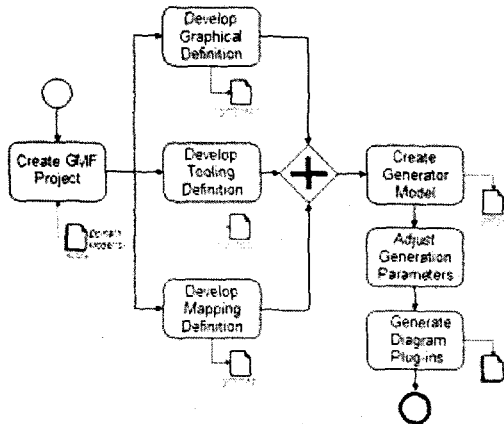 Develop
Graphical
Definition
Create GMF
Project
Domain
Models
Develop
Tooling
Definition
Develop
Mapping
Definition
Create
Generator
Model
Adjust
Generation
Parameters
Generate
Diagram
Plug-ins